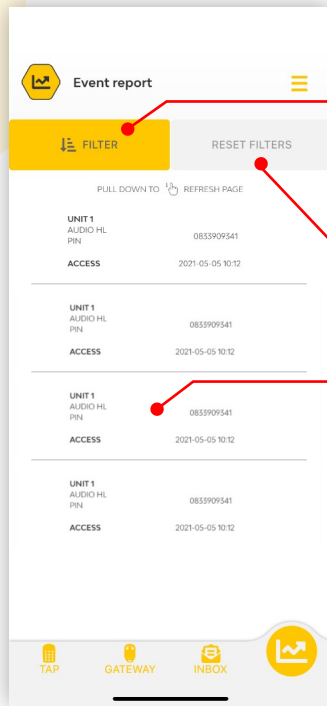 Event report
FILTER
RESET FILTERS
PULL DOWN TO REFRESH PAGE
UNIT 1
AUDIO HL
PIN 0833909341
ACCESS 2021-05-05 10:12
UNIT 1
AUDIO HL
PIN 0833909341
ACCESS 2021-05-05 10:12
UNIT 1
AUDIO HL
PIN 0833909341
ACCESS 2021-05-05 10:12
UNIT 1
AUDIO HL
PIN 0833909341
ACCESS 2021-05-05 10:12
TAP GATEWAY INBOX